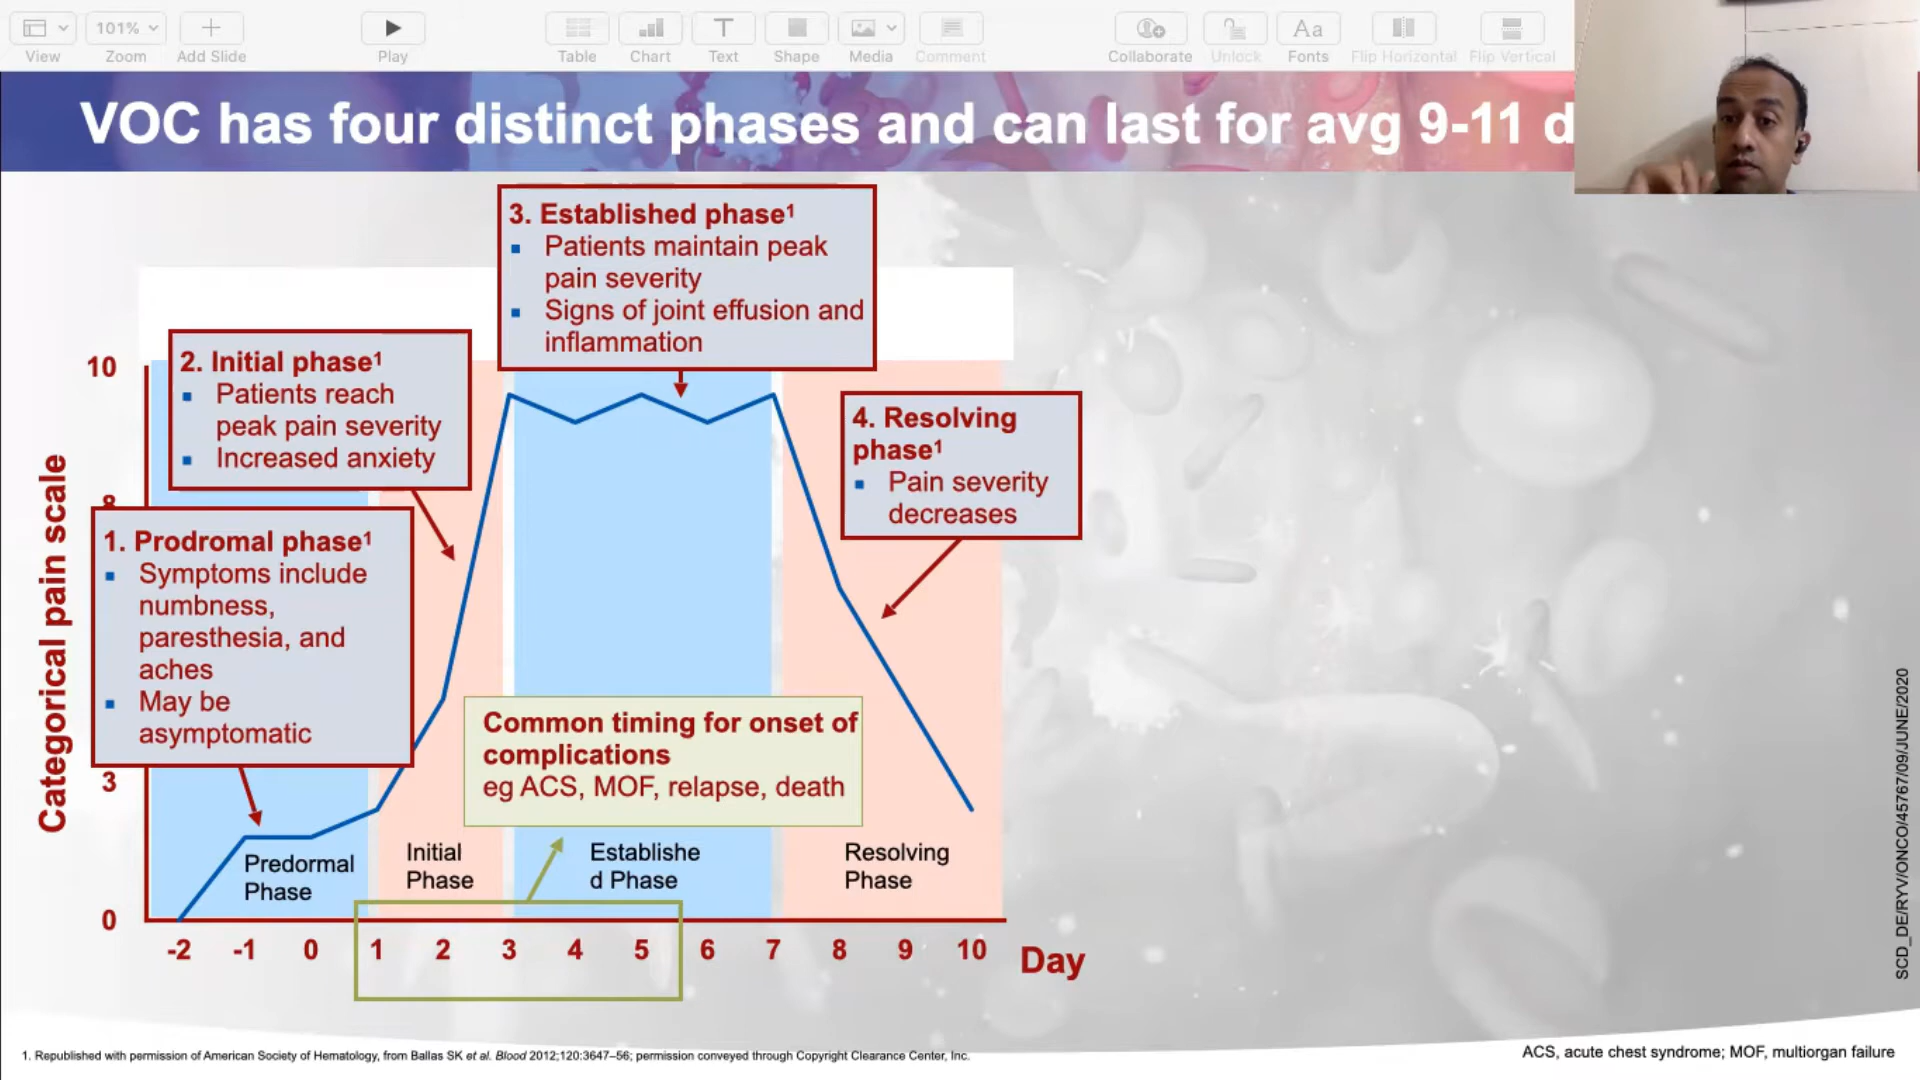 View
101%
Zoom
Add Slide
Play
Table
Chart
Text
Shape
Media
Comment
Collaborate
Unlock
Aa
Fonts
Flip Horizontal
Flip Vertical
VOC has four distinct phases and can last for avg 9-11 d
3. Established phase¹
▪ Patients maintain peak
pain severity
▪ Signs of joint effusion and
inflammation
2. Initial phase¹
▪ Patients reach
peak pain severity
▪ Increased anxiety
4. Resolving
phase¹
▪ Pain severity
decreases
1. Prodromal phase¹
▪ Symptoms include
numbness,
paresthesia, and
aches
▪ May be
asymptomatic
Common timing for onset of
complications
eg ACS, MOF, relapse, death
Categorical pain scale
10
8
3
0
Predormal
Phase
Initial
Phase
Establishe
d Phase
Resolving
Phase
-2 -1 0 1 2 3 4 5 6 7 8 9 10
Day
SCD_DE/RYV/ONCO/45767/09/JUNE/2020
1. Republished with permission of American Society of Hematology, from Ballas SK et al. Blood 2012;120:3647–56; permission conveyed through Copyright Clearance Center, Inc.
ACS, acute chest syndrome; MOF, multiorgan failure